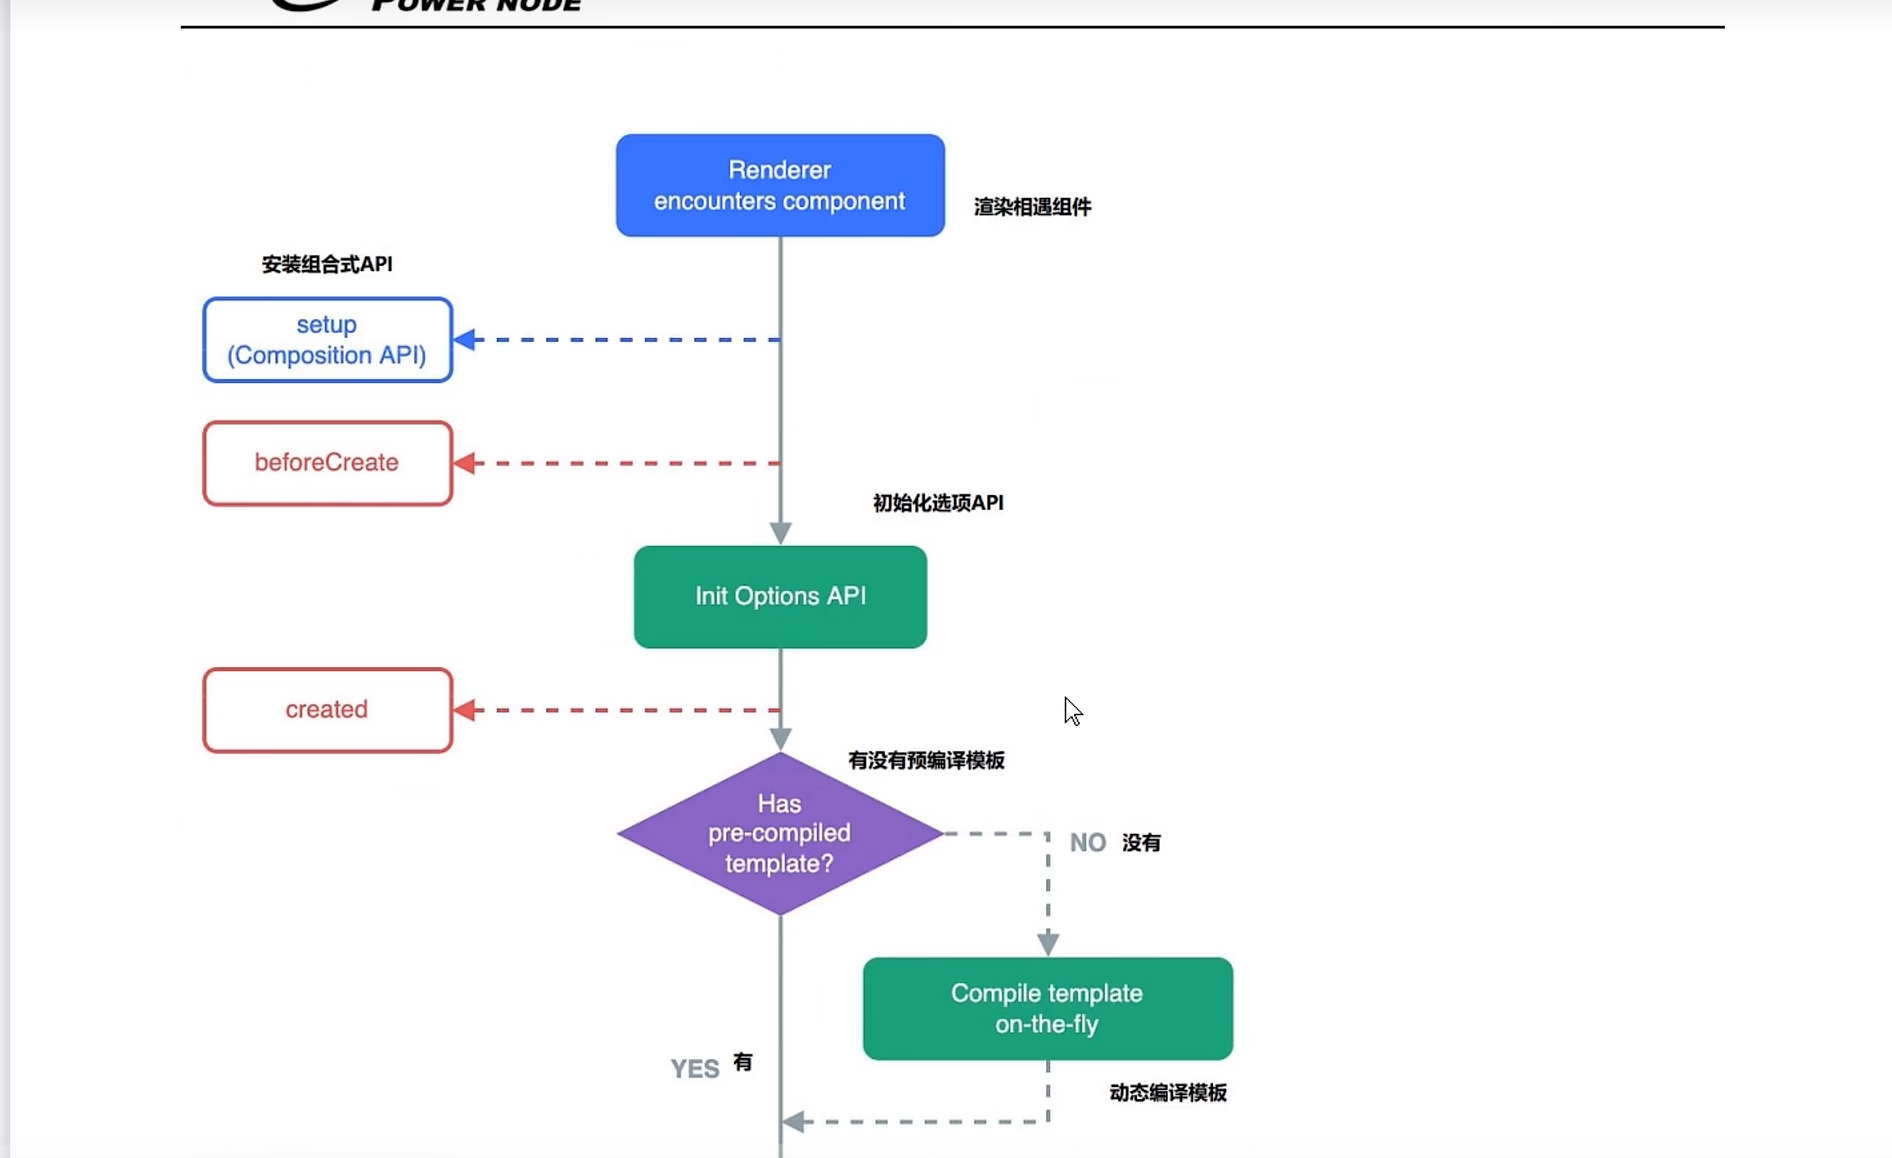 POWER NODE
Renderer
encounters component
渲染相遇组件
安装组合式API
setup
(Composition API)
beforeCreate
初始化选项API
Init Options API
created
有没有预编译模板
Has
pre-compiled
template?
NO 没有
Compile template
on-the-fly
YES 有
动态编译模板